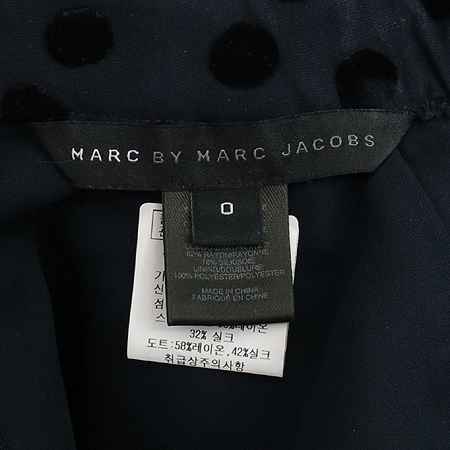 MARC BY MARC JACOBS
0
82% RAYON/RAYONNE
18% SILK/SOIE
LINING/DOUBLURE
100% POLYESTER/POLYESTER
MADE IN CHINA
FABRIQUÉ EN CHINE
32% 실크
도트: 58%레이온, 42%실크
취급상주의사항